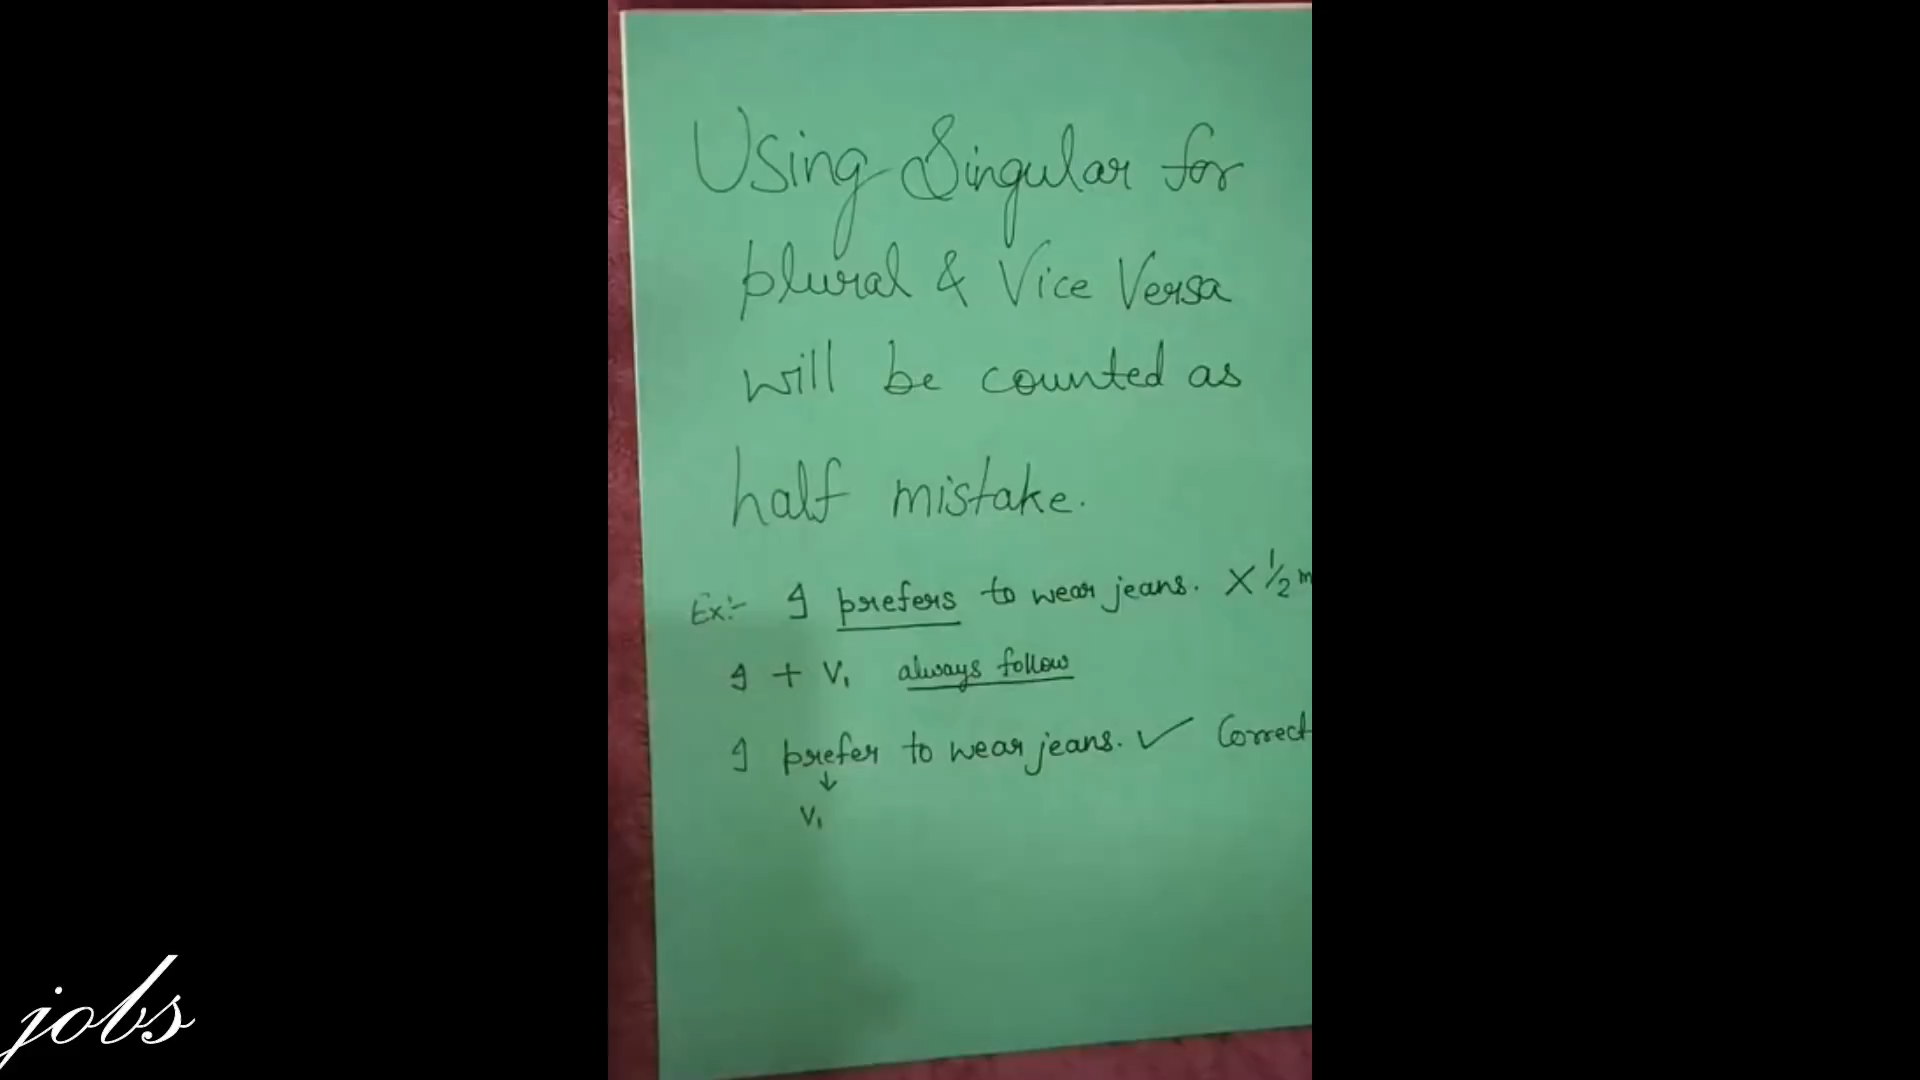 Using Singular for
plural & Vice Versa
will be counted as
half mistake.
Ex:- I prefers to wear jeans. X 1/2 m
I + V1 always follow
I prefer to wear jeans. ✓ Correct
↓
V1
jobs